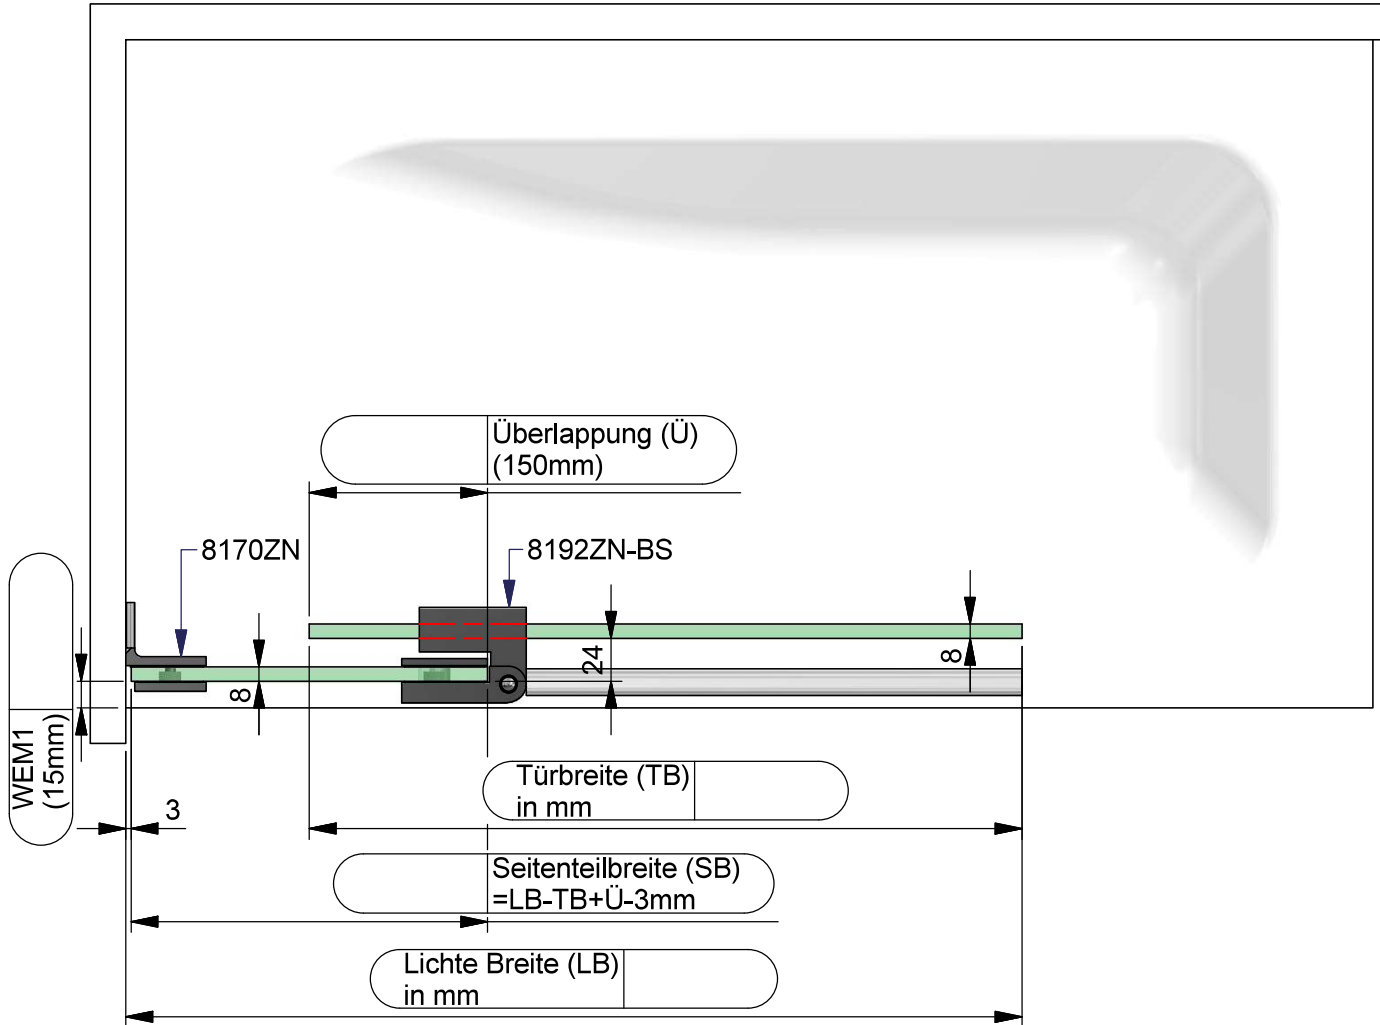 Überlappung (Ü)
(150mm)
8170ZN
8192ZN-BS
24
8
8
WEM1
(15mm)
3
Türbreite (TB)
in mm
Seitenteilbreite (SB)
=LB-TB+Ü-3mm
Lichte Breite (LB)
in mm